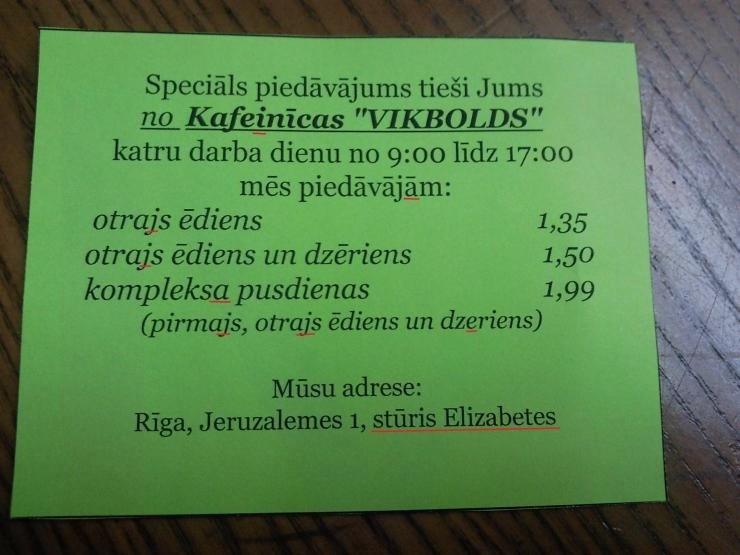 Speciāls piedāvājums tieši Jums
no Kafeinīcas "VIKBOLDS"
katru darba dienu no 9:00 līdz 17:00
mēs piedāvājām:
otrajs ēdiens 1,35
otrajs ēdiens un dzēriens 1,50
kompleksa pusdienas 1,99
(pirmajs, otrajs ēdiens un dzeriens)
Mūsu adrese:
Rīga, Jeruzalemes 1, stūris Elizabetes